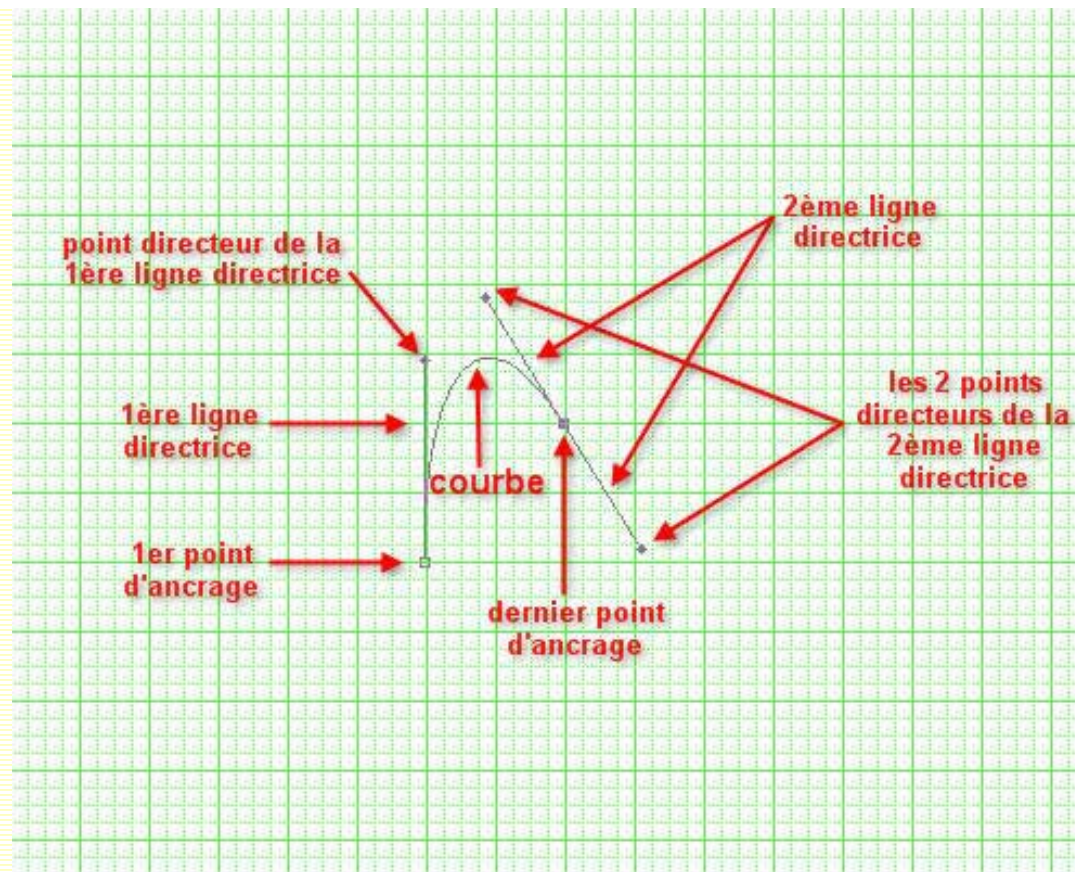 2ème ligne
directrice
point directeur de la
1ère ligne directrice
les 2 points
directeurs de la
2ème ligne
directrice
1ère ligne
directrice
courbe
1er point
d'ancrage
dernier point
d'ancrage